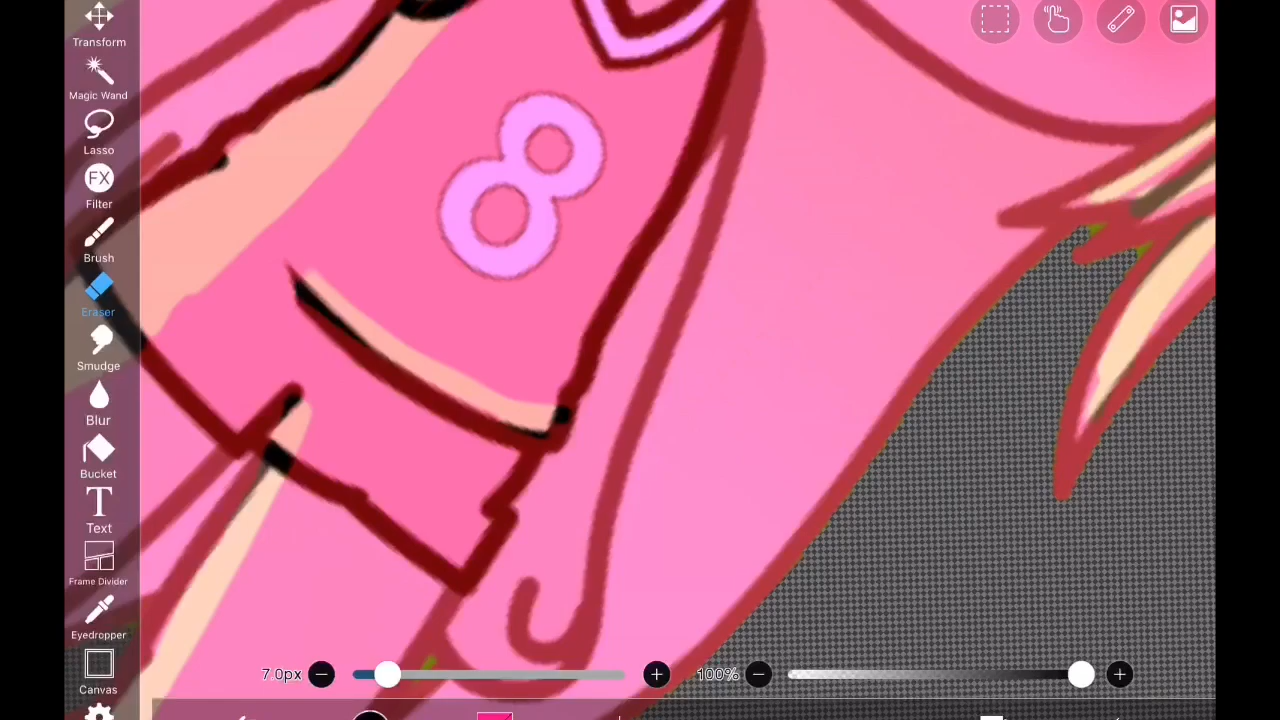 Transform
Magic Wand
Lasso
FX
Filter
Brush
8
Eraser
Smudge
Blur
Bucket
T
Text
Frame Divider
Eyedropper
Canvas
7.0px
100%